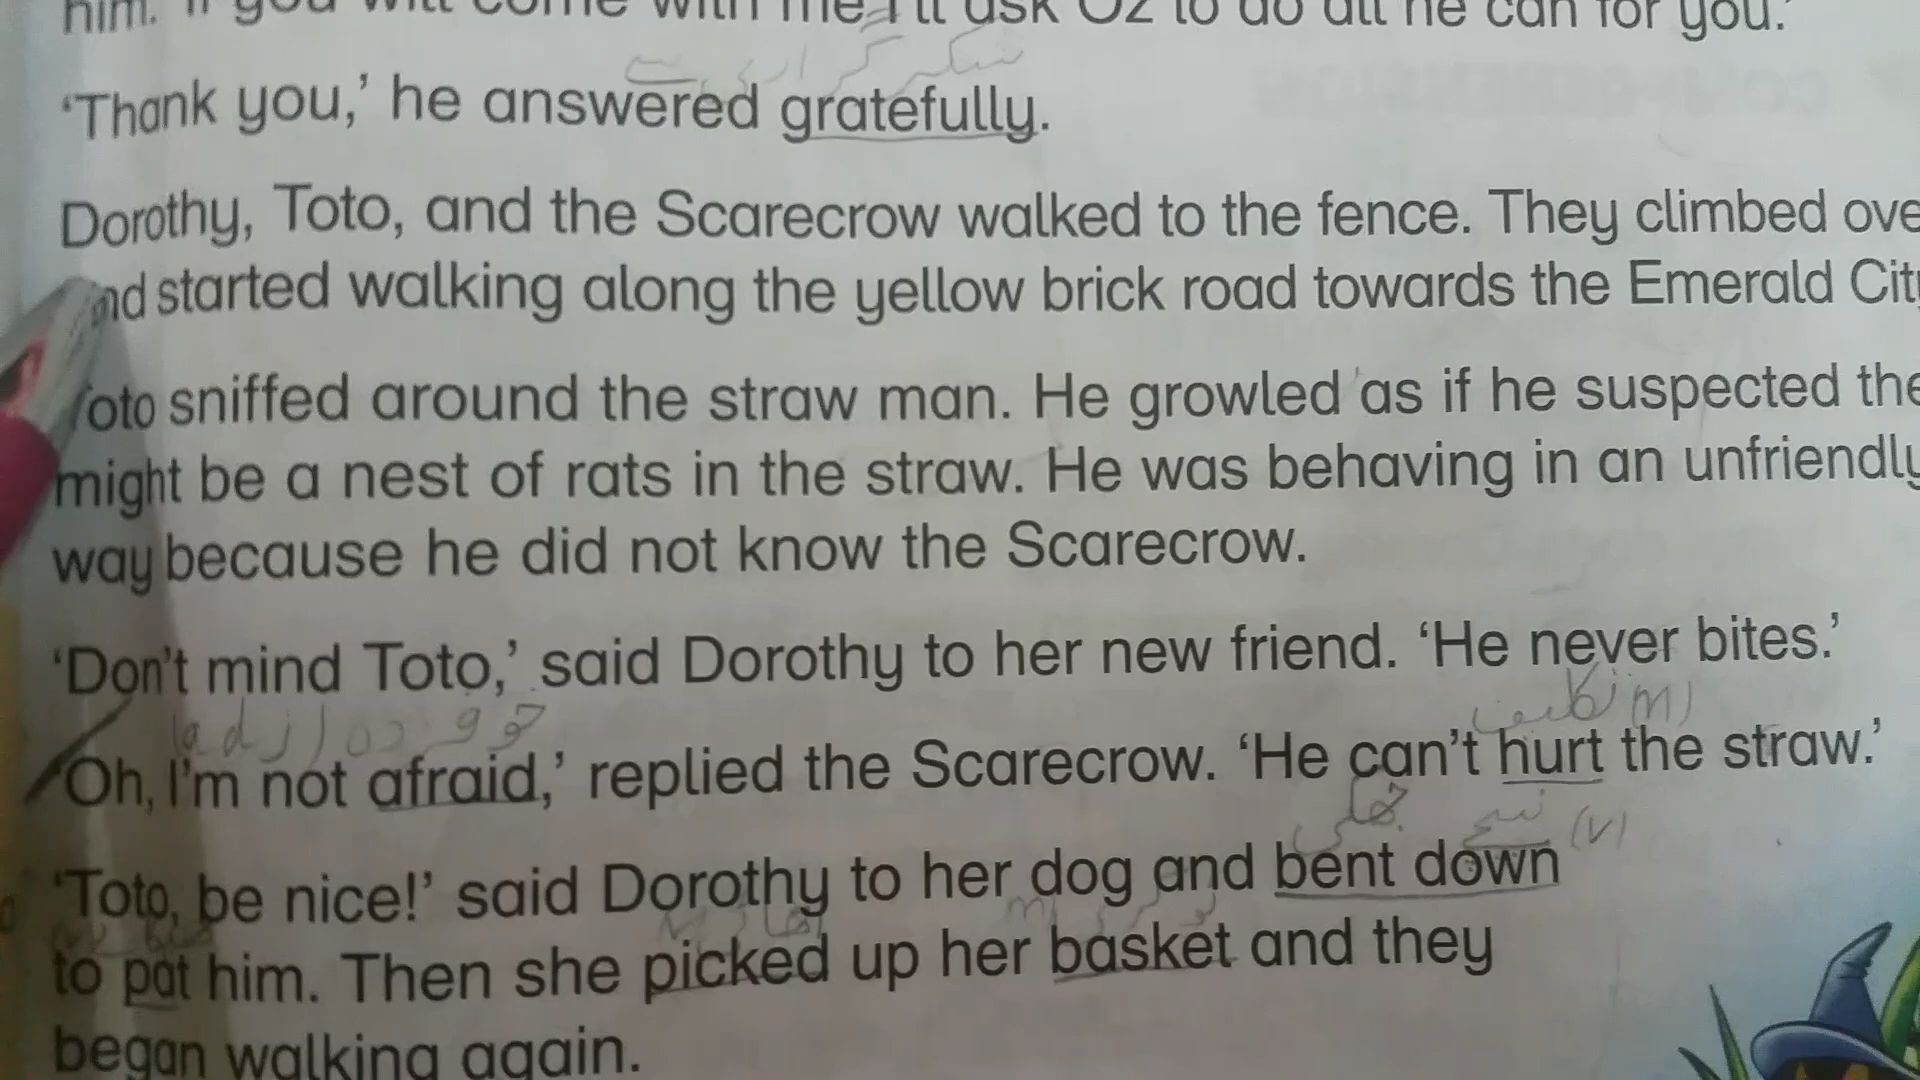 him. 'If you will come with me I'll ask Oz to do all he can for you.'
شکر گزاری سے
‘Thank you,’ he answered gratefully.
Dorothy, Toto, and the Scarecrow walked to the fence. They climbed ove
and started walking along the yellow brick road towards the Emerald City
Toto sniffed around the straw man. He growled as if he suspected the
might be a nest of rats in the straw. He was behaving in an unfriendly
way because he did not know the Scarecrow.
‘Don't mind Toto,’ said Dorothy to her new friend. ‘He never bites.’
‘Oh, I'm not afraid,’ replied the Scarecrow. ‘He can't hurt the straw.’
(v)
‘Toto, be nice!’ said Dorothy to her dog and bent down
to pat him. Then she picked up her basket and they
began walking again.